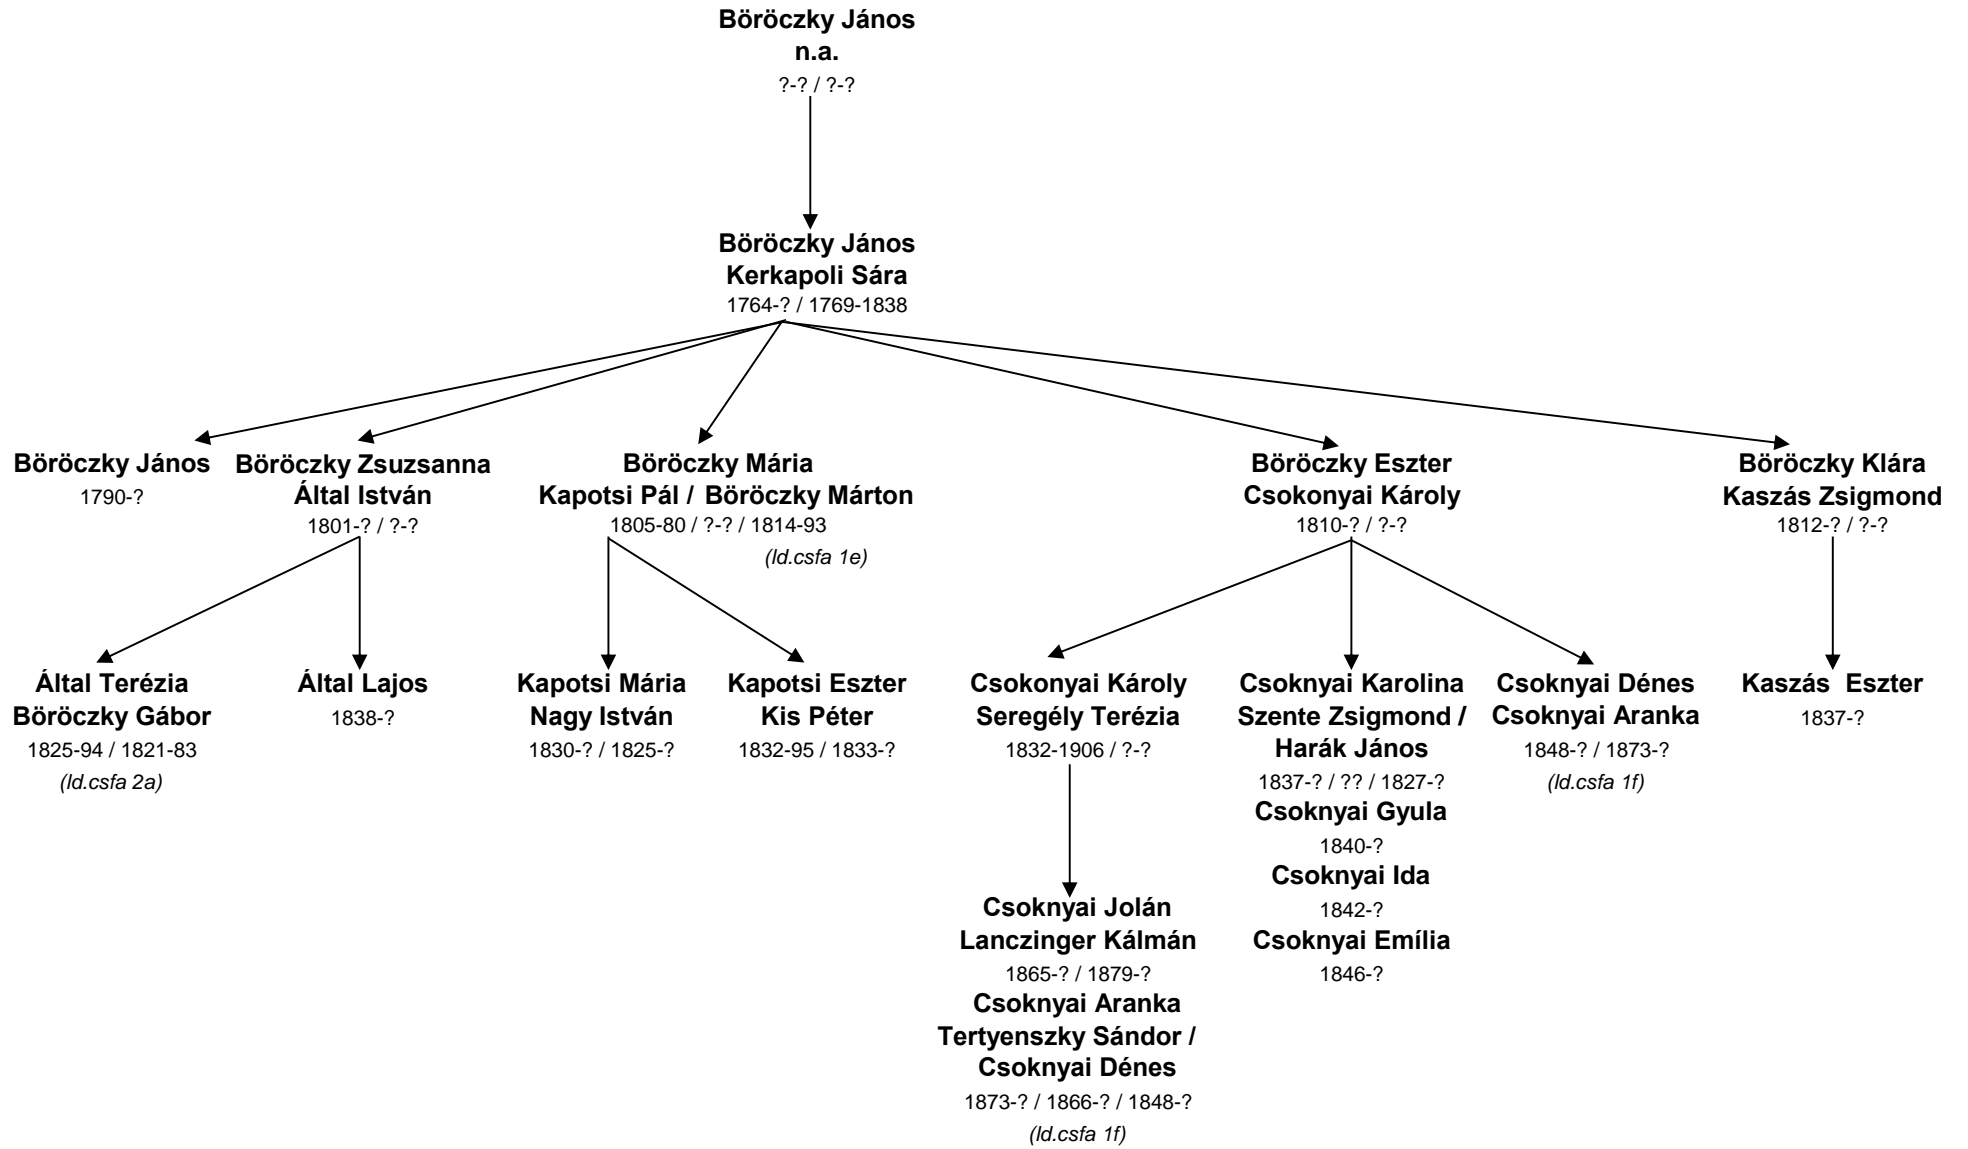 Böröczky János
n.a.
?-? / ?-?
Böröczky János
Kerkapoli Sára
1764-? / 1769-1838
Böröczky János
1790-?
Böröczky Zsuzsanna
Által István
1801-? / ?-?
Böröczky Mária
Kapotsi Pál / Böröczky Márton
1805-80 / ?-? / 1814-93
(ld.csfa 1e)
Böröczky Eszter
Csokonyai Károly
1810-? / ?-?
Böröczky Klára
Kaszás Zsigmond
1812-? / ?-?
Által Terézia
Böröczky Gábor
1825-94 / 1821-83
(ld.csfa 2a)
Által Lajos
1838-?
Kapotsi Mária
Nagy István
1830-? / 1825-?
Kapotsi Eszter
Kis Péter
1832-95 / 1833-?
Csokonyai Károly
Seregély Terézia
1832-1906 / ?-?
Csoknyai Karolina
Szente Zsigmond /
Harák János
1837-? / ?? / 1827-?
Csoknyai Gyula
1840-?
Csoknyai Ida
1842-?
Csoknyai Emília
1846-?
Csoknyai Dénes
Csoknyai Aranka
1848-? / 1873-?
(ld.csfa 1f)
Kaszás Eszter
1837-?
Csoknyai Jolán
Lanczinger Kálmán
1865-? / 1879-?
Csoknyai Aranka
Tertyenszky Sándor /
Csoknyai Dénes
1873-? / 1866-? / 1848-?
(ld.csfa 1f)